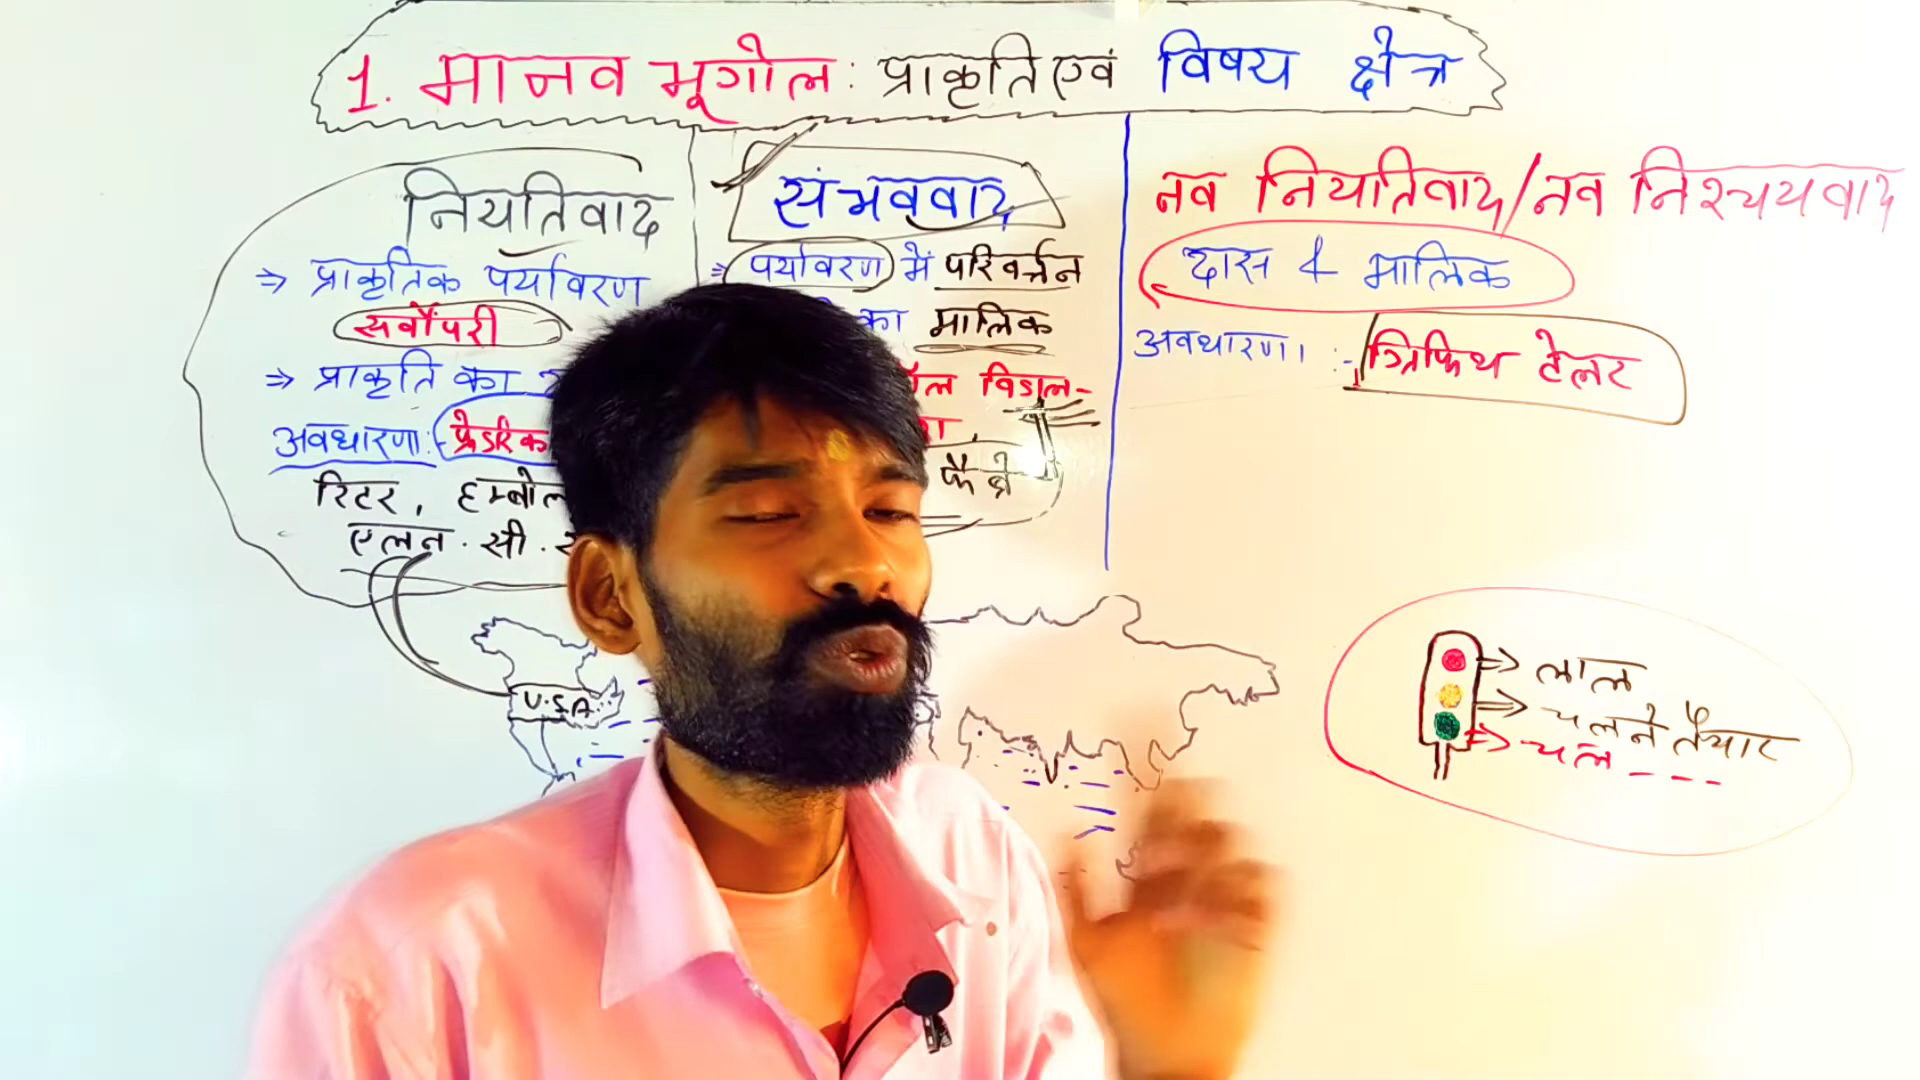 1. मानव भूगोल : प्राकृति एवं विषय क्षेत्र
नियतिवाद
⇒ प्राकृतिक पर्यावरण
सर्वोपरी
⇒ प्राकृति का
अवधारणा :- फ्रेडरिक
रिटर, हम्बोल
एलन . सी .
संभववाद
⇒ पर्यावरण में परिवर्तन
का मालिक
विडाल-
फैब्रे
नव नियतिवाद/नव निश्चयवाद
दास & मालिक
अवधारणा :- ग्रिफिथ टेलर
U.S.A.
⇒ लाल
⇒ चलने तैयार
⇒ चल - - -